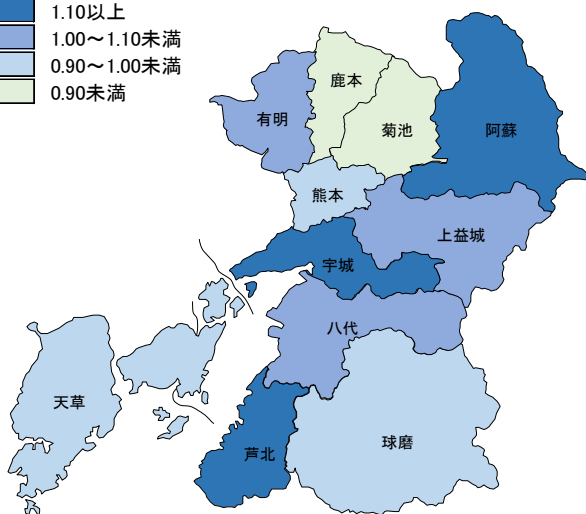 1.10以上
1.00～1.10未満
0.90～1.00未満
0.90未満
鹿本
有明
菊池
阿蘇
熊本
上益城
宇城
八代
天草
球磨
芦北